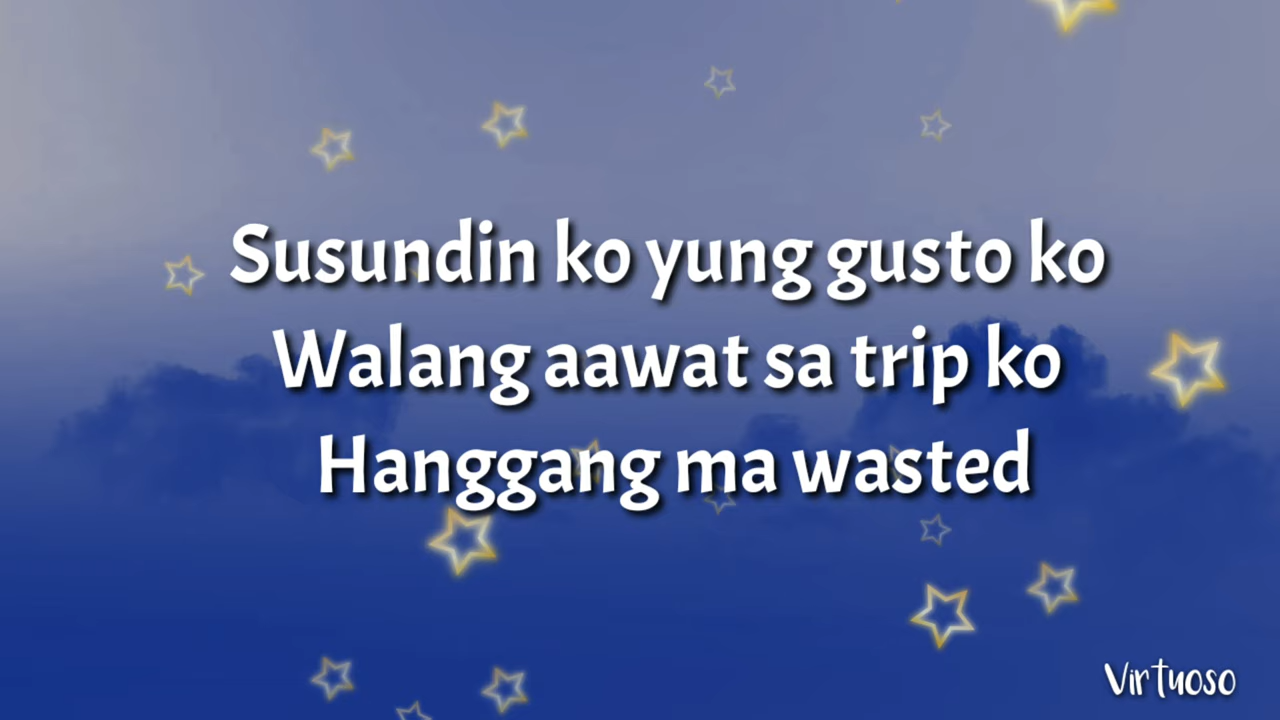 Susundin ko yung gusto ko
Walang aawat sa trip ko
Hanggang ma wasted
Virtuoso